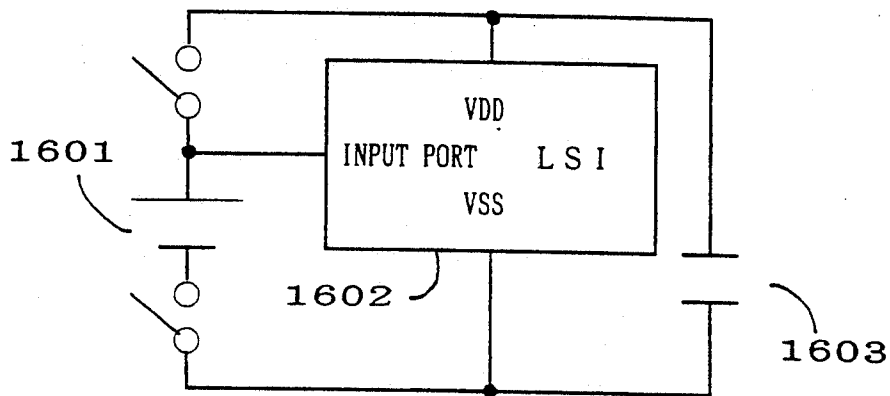 VDD
1601
INPUT PORT LSI
VSS
1602
1603